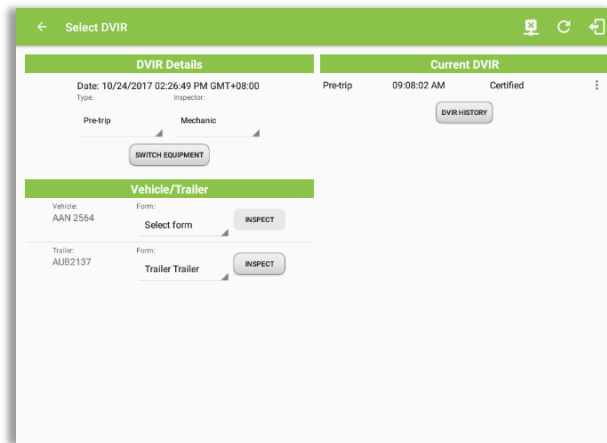 Select DVIR
DVIR Details
Date: 10/24/2017 02:26:49 PM GMT+08:00
Type: Inspector:
Pre-trip Mechanic
SWITCH EQUIPMENT
Vehicle/Trailer
Vehicle: Form:
AAN 2564 Select form INSPECT
Trailer: Form:
AUB2137 Trailer Trailer INSPECT
Current DVIR
Pre-trip 09:08:02 AM Certified
DVIR HISTORY